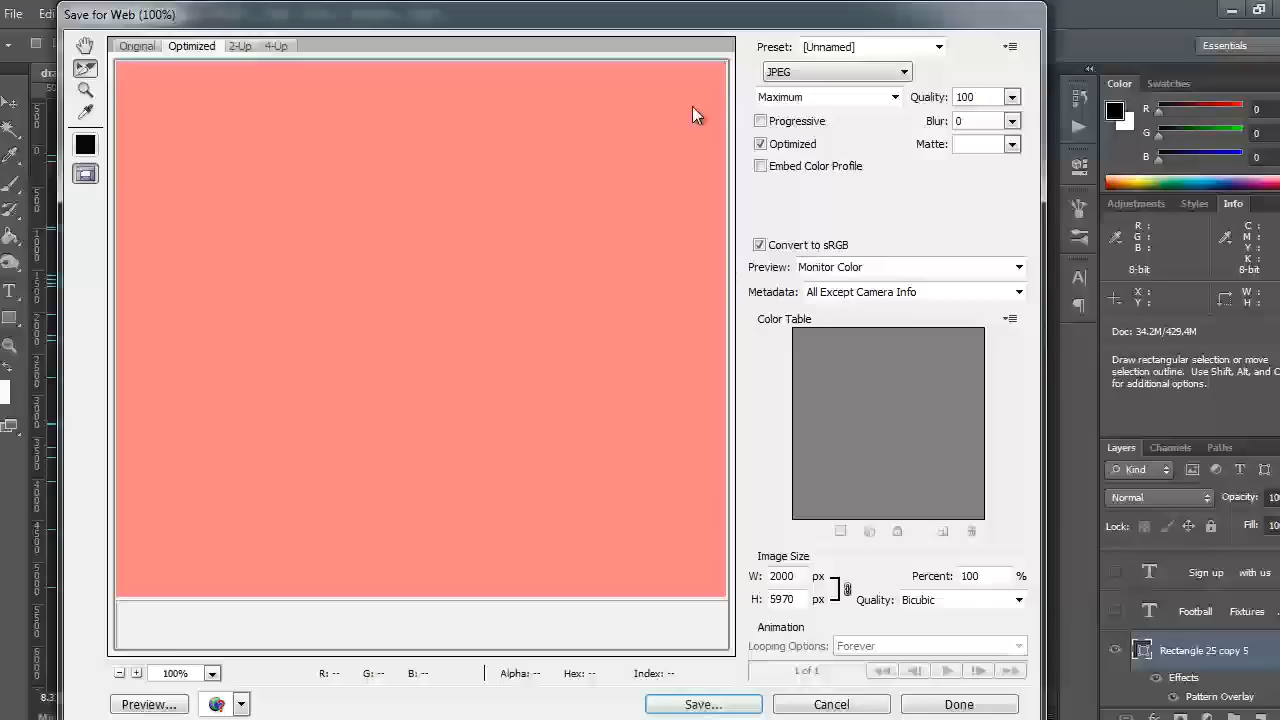 Save for Web (100%)
File
Original Optimized 2-Up 4-Up
Preset: [Unnamed]
JPEG
Maximum Quality: 100
Progressive Blur: 0
Optimized Matte:
Embed Color Profile
Convert to sRGB
Preview: Monitor Color
Metadata: All Except Camera Info
Color Table
Image Size
W: 2000 px Percent: 100 %
H: 5970 px Quality: Bicubic
Animation
Looping Options: Forever
1 of 1
100% R: -- G: -- B: -- Alpha: -- Hex: -- Index: --
Preview... Save... Cancel Done
Essentials
Color Swatches
R 0
G 0
B 0
Adjustments Styles Info
R : C :
G : M :
B : Y :
K :
8-bit 8-bit
X : W :
Y : H :
Doc: 34.2M/429.4M
Draw rectangular selection or move
selection outline. Use Shift, Alt, and C
for additional options.
Layers Channels Paths
Kind
Normal Opacity: 10
Lock: Fill: 10
T Sign up with us
T Football Fixtures
Rectangle 25 copy 5
Effects
Pattern Overlay